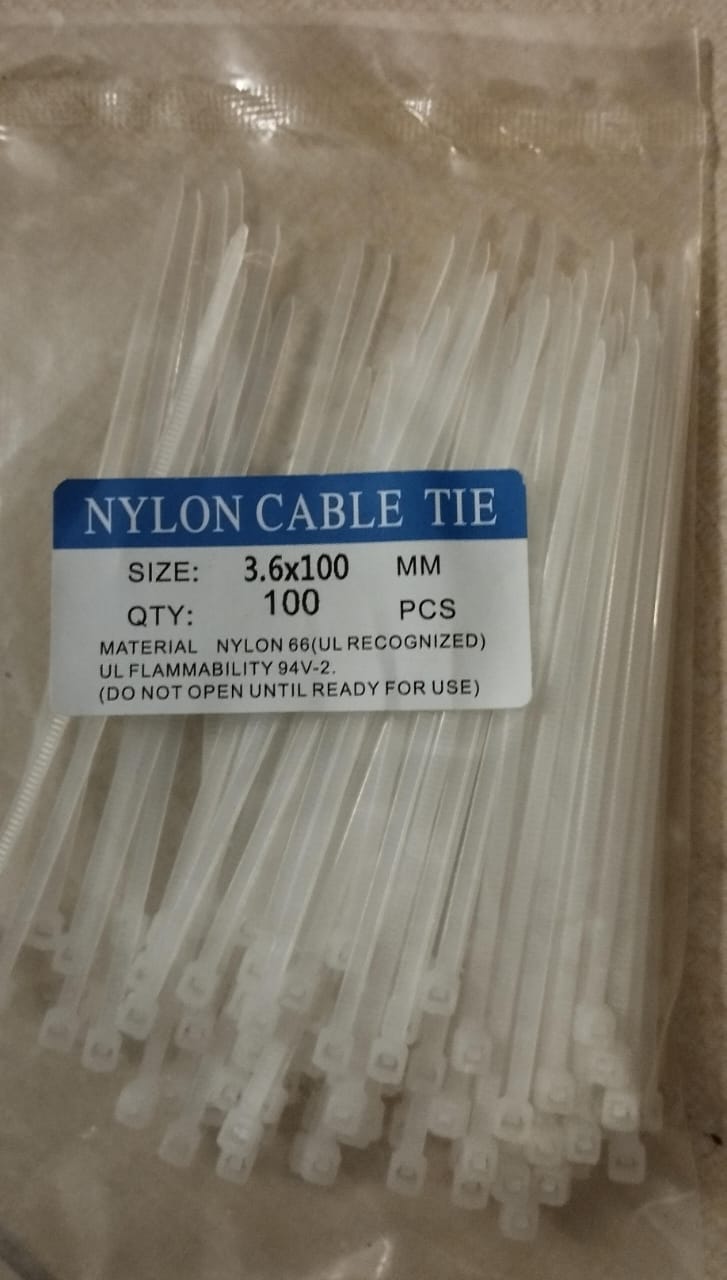 NYLON CABLE TIE
SIZE: 3.6x100 MM
QTY: 100 PCS
MATERIAL NYLON 66(UL RECOGNIZED)
UL FLAMMABILITY 94V-2.
(DO NOT OPEN UNTIL READY FOR USE)